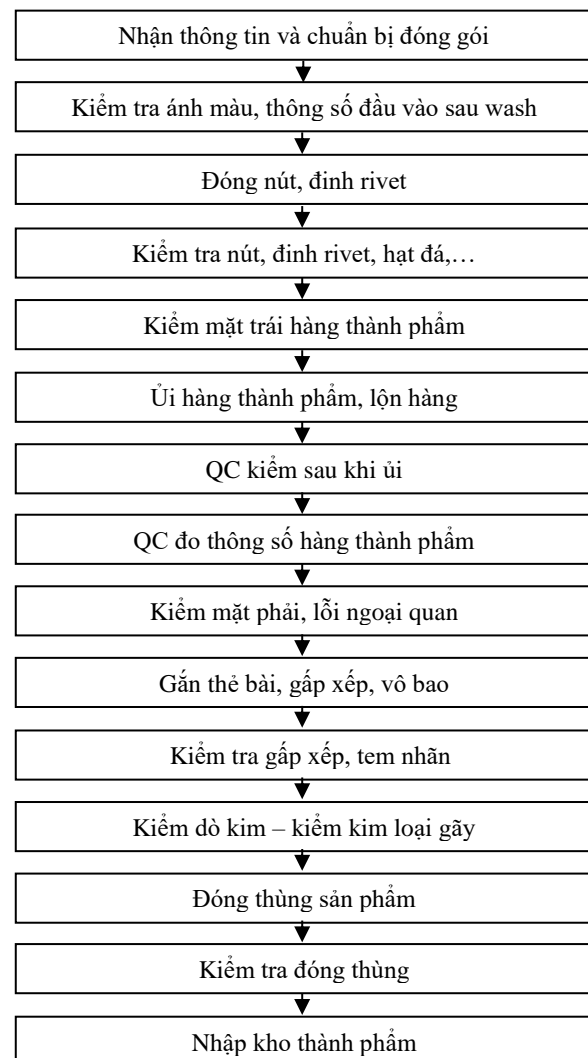 Nhận thông tin và chuẩn bị đóng gói
Kiểm tra ánh màu, thông số đầu vào sau wash
Đóng nút, đinh rivet
Kiểm tra nút, đinh rivet, hạt đá,…
Kiểm mặt trái hàng thành phẩm
Ủi hàng thành phẩm, lộn hàng
QC kiểm sau khi ủi
QC đo thông số hàng thành phẩm
Kiểm mặt phải, lỗi ngoại quan
Gắn thẻ bài, gấp xếp, vô bao
Kiểm tra gấp xếp, tem nhãn
Kiểm dò kim – kiểm kim loại gãy
Đóng thùng sản phẩm
Kiểm tra đóng thùng
Nhập kho thành phẩm